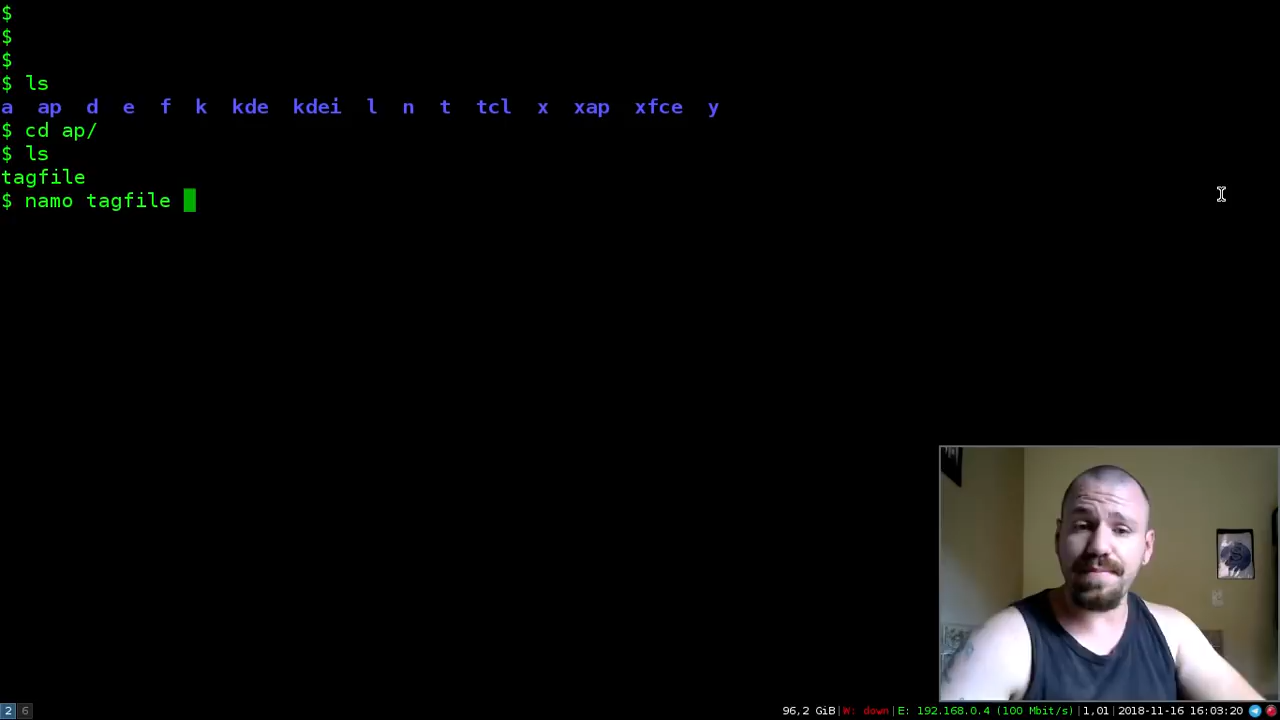 $
$
$
$ ls
a ap d e f k kde kdei l n t tcl x xap xfce y
$ cd ap/
$ ls
tagfile
$ namo tagfile
2 6 96,2 GiB|W: down|E: 192.168.0.4 (100 Mbit/s)|1,01|2018-11-16 16:03:20